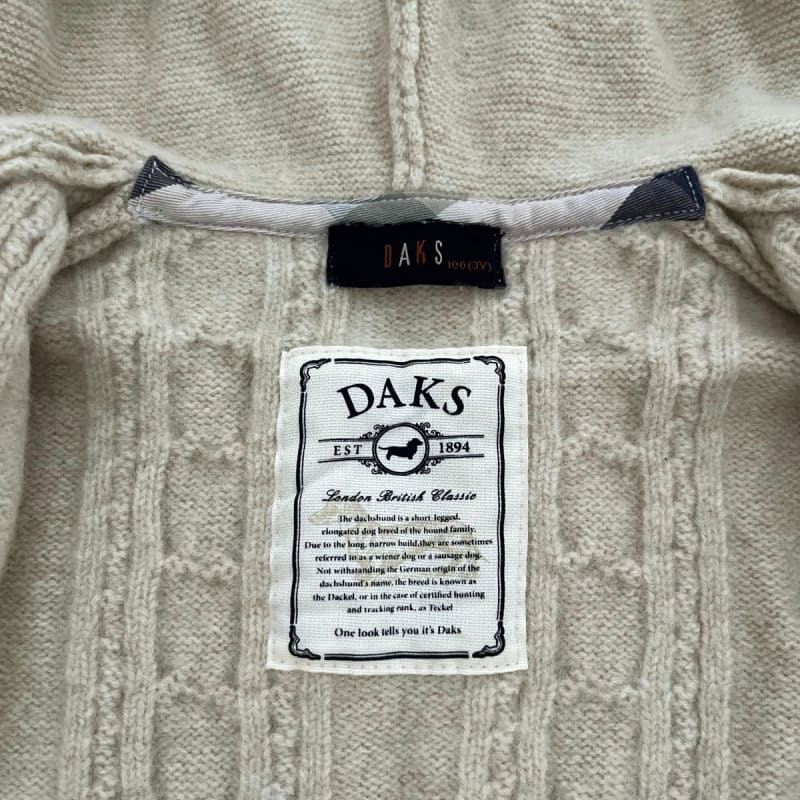 DAKS
100(3Y)
DAKS
EST 1894
London British Classic
The dachshund is a short-legged,
elongated dog breed of the hound family.
Due to the long, narrow build,they are sometimes
referred to as a wiener dog or a sausage dog.
Not withstanding the German origin of the
dachshund's name, the breed is known as
the Dackel, or in the case of certified hunting
and tracking rank, as Teckel
One look tells you it's Daks